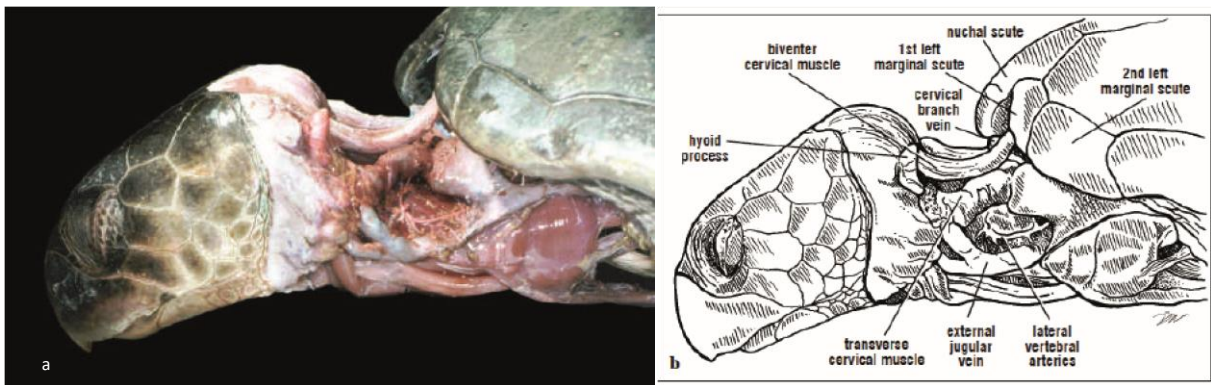 a
nuchal scute
biventer
cervical muscle
1st left
marginal scute
2nd left
marginal scute
cervical
branch
vein
hyoid
process
transverse
cervical muscle
external
jugular
vein
lateral
vertebral
arteries
b